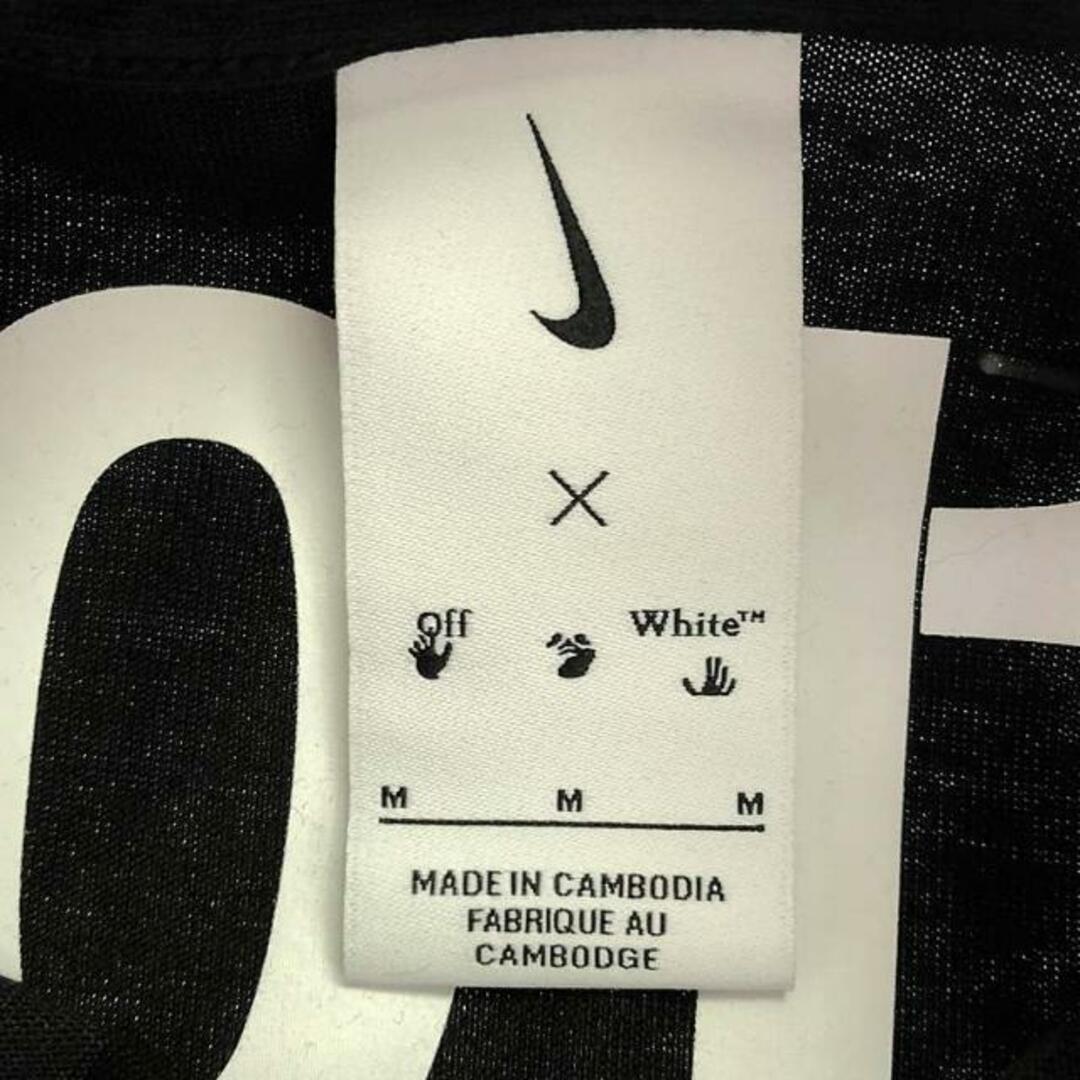 X
Off White™
M M M
MADE IN CAMBODIA
FABRIQUE AU
CAMBODGE